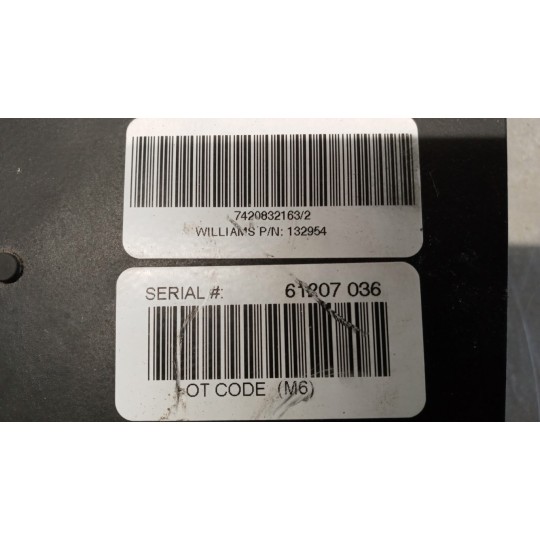 7420832163/2
WILLIAMS P/N: 132954
SERIAL #: 61207 036
OT CODE (M6)